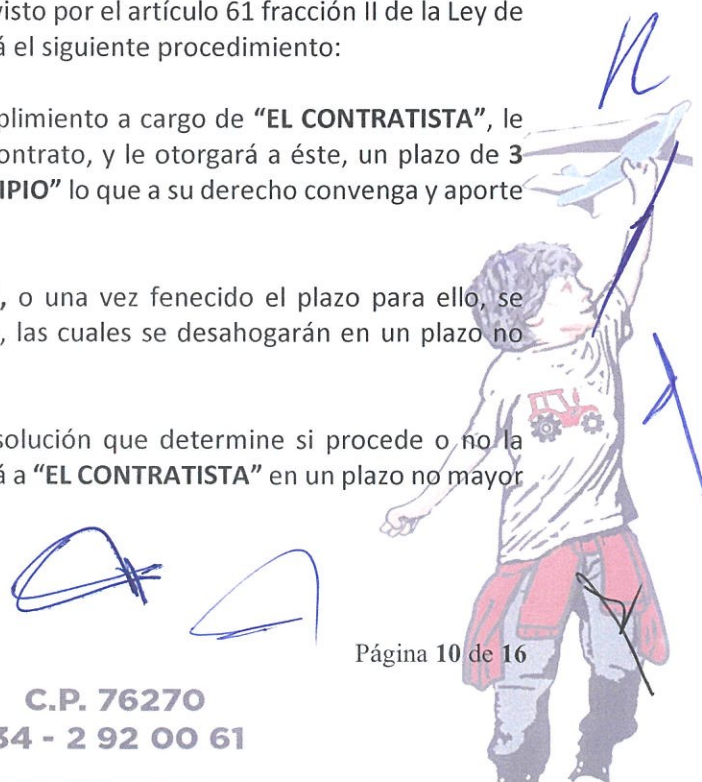 visto por el artículo 61 fracción II de la Ley de
á el siguiente procedimiento:
plimiento a cargo de "EL CONTRATISTA", le
ontrato, y le otorgará a éste, un plazo de 3
IPIO" lo que a su derecho convenga y aporte
, o una vez fenecido el plazo para ello, se
, las cuales se desahogarán en un plazo no
solución que determine si procede o no la
á a "EL CONTRATISTA" en un plazo no mayor
Página 10 de 16
C.P. 76270
34 - 2 92 00 61